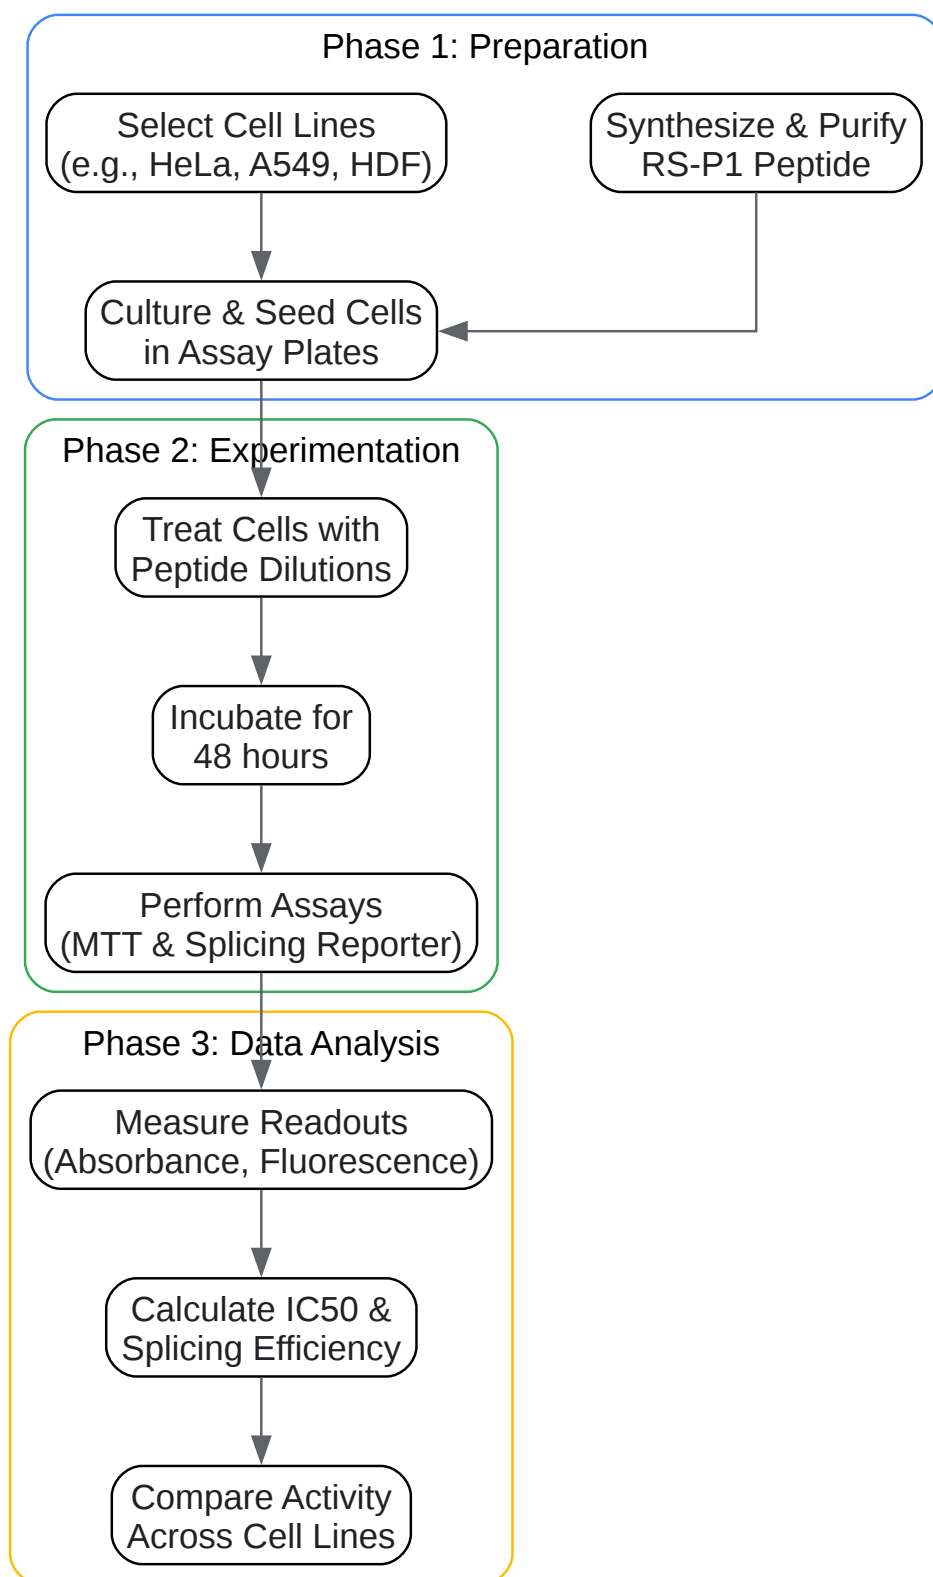 Phase 1: Preparation
Select Cell Lines
(e.g., HeLa, A549, HDF)
Synthesize & Purify
RS-P1 Peptide
Culture & Seed Cells
in Assay Plates
Phase 2: Experimentation
Treat Cells with
Peptide Dilutions
Incubate for
48 hours
Perform Assays
(MTT & Splicing Reporter)
Phase 3: Data Analysis
Measure Readouts
(Absorbance, Fluorescence)
Calculate IC50 &
Splicing Efficiency
Compare Activity
Across Cell Lines